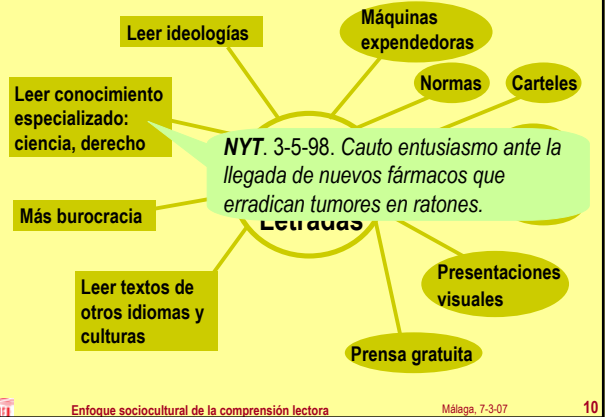 Leer ideologías
Máquinas
expendedoras
Normas
Carteles
Leer conocimiento
especializado:
ciencia, derecho
NYT. 3-5-98. Cauto entusiasmo ante la
llegada de nuevos fármacos que
erradican tumores en ratones.
Letradas
Más burocracia
Presentaciones
visuales
Leer textos de
otros idiomas y
culturas
Prensa gratuita
Enfoque sociocultural de la comprensión lectora
Málaga, 7-3-07
10